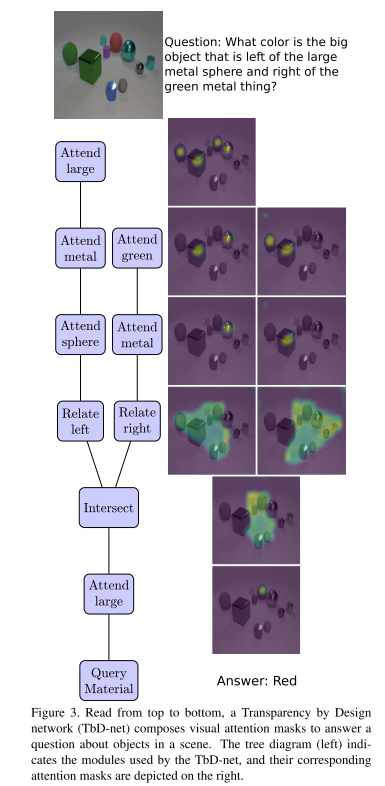 Question: What color is the big
object that is left of the large
metal sphere and right of the
green metal thing?
Attend
large
Attend
metal
Attend
green
Attend
sphere
Attend
metal
Relate
left
Relate
right
Intersect
Attend
large
Query
Material
Answer: Red
Figure 3. Read from top to bottom, a Transparency by Design
network (TbD-net) composes visual attention masks to answer a
question about objects in a scene. The tree diagram (left) indi-
cates the modules used by the TbD-net, and their corresponding
attention masks are depicted on the right.